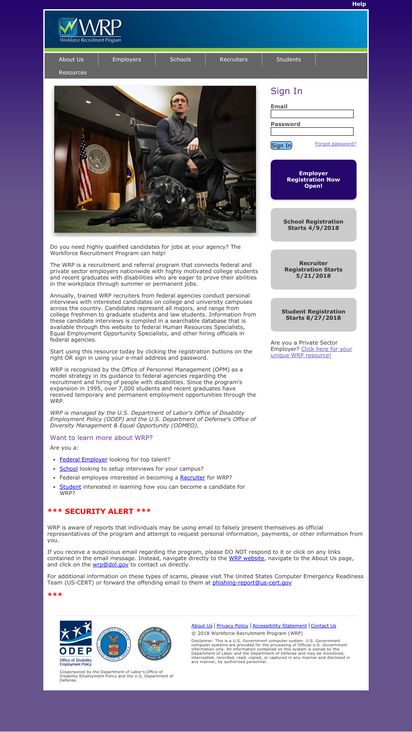 Help
WRP
Workforce Recruitment Program
About Us
Employers
Schools
Recruiters
Students
Resources
Sign In
Email
Password
Sign In
Forgot password?
Employer
Registration Now
Open!
School Registration
Starts 4/9/2018
Recruiter
Registration Starts
5/21/2018
Student Registration
Starts 8/27/2018
Are you a Private Sector
Employer? Click here for your
unique WRP resource!
Do you need highly qualified candidates for jobs at your agency? The
Workforce Recruitment Program can help!
The WRP is a recruitment and referral program that connects federal and
private sector employers nationwide with highly motivated college students
and recent graduates with disabilities who are eager to prove their abilities
in the workplace through summer or permanent jobs.
Annually, trained WRP recruiters from federal agencies conduct personal
interviews with interested candidates on college and university campuses
across the country. Candidates represent all majors, and range from
college freshmen to graduate students and law students. Information from
these candidate interviews is compiled in a searchable database that is
available through this website to federal Human Resources Specialists,
Equal Employment Opportunity Specialists, and other hiring officials in
federal agencies.
Start using this resource today by clicking the registration buttons on the
right OR sign in using your e-mail address and password.
WRP is recognized by the Office of Personnel Management (OPM) as a
model strategy in its guidance to federal agencies regarding the
recruitment and hiring of people with disabilities. Since the program's
expansion in 1995, over 7,000 students and recent graduates have
received temporary and permanent employment opportunities through the
WRP.
WRP is managed by the U.S. Department of Labor's Office of Disability
Employment Policy (ODEP) and the U.S. Department of Defense's Office of
Diversity Management & Equal Opportunity (ODMEO).
Want to learn more about WRP?
Are you a:
• Federal Employer looking for top talent?
• School looking to setup interviews for your campus?
• Federal employee interested in becoming a Recruiter for WRP?
• Student interested in learning how you can become a candidate for
WRP?
*** SECURITY ALERT ***
WRP is aware of reports that individuals may be using email to falsely present themselves as official
representatives of the program and attempt to request personal information, payments, or other information from
you.
If you receive a suspicious email regarding the program, please DO NOT respond to it or click on any links
contained in the email message. Instead, navigate directly to the WRP website, navigate to the About Us page,
and click on the wrp@dol.gov to contact us directly.
For additional information on these types of scams, please visit The United States Computer Emergency Readiness
Team (US-CERT) or forward the offending email to them at phishing-report@us-cert.gov
***
ODEP
Office of Disability
Employment Policy
Cosponsored by the Department of Labor's Office of
Disability Employment Policy and the U.S. Department of
Defense.
About Us | Privacy Policy | Accessibility Statement | Contact Us
© 2018 Workforce Recruitment Program (WRP)
Disclaimer: This is a U.S. Government computer system. U.S. Government
computer systems are provided for the processing of Official U.S. Government
information only. All information contained on this system is owned by the
Department of Labor and the Department of Defense and may be monitored,
intercepted, recorded, read, copied, or captured in any manner and disclosed in
any manner, by authorized personnel.